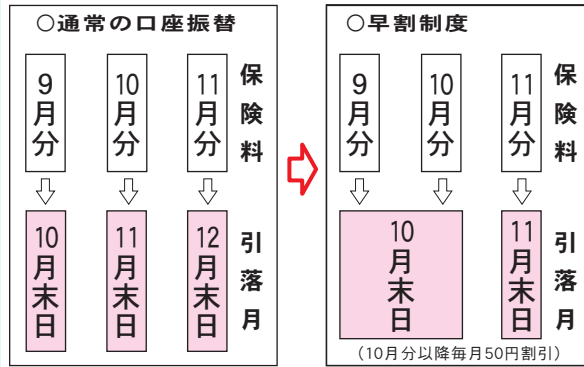 ○通常の口座振替
9月分
10月分
11月分
保険料
10月末日
11月末日
12月末日
引落月
○早割制度
9月分
10月分
11月分
保険料
10月末日
11月末日
引落月
(10月分以降毎月50円割引)